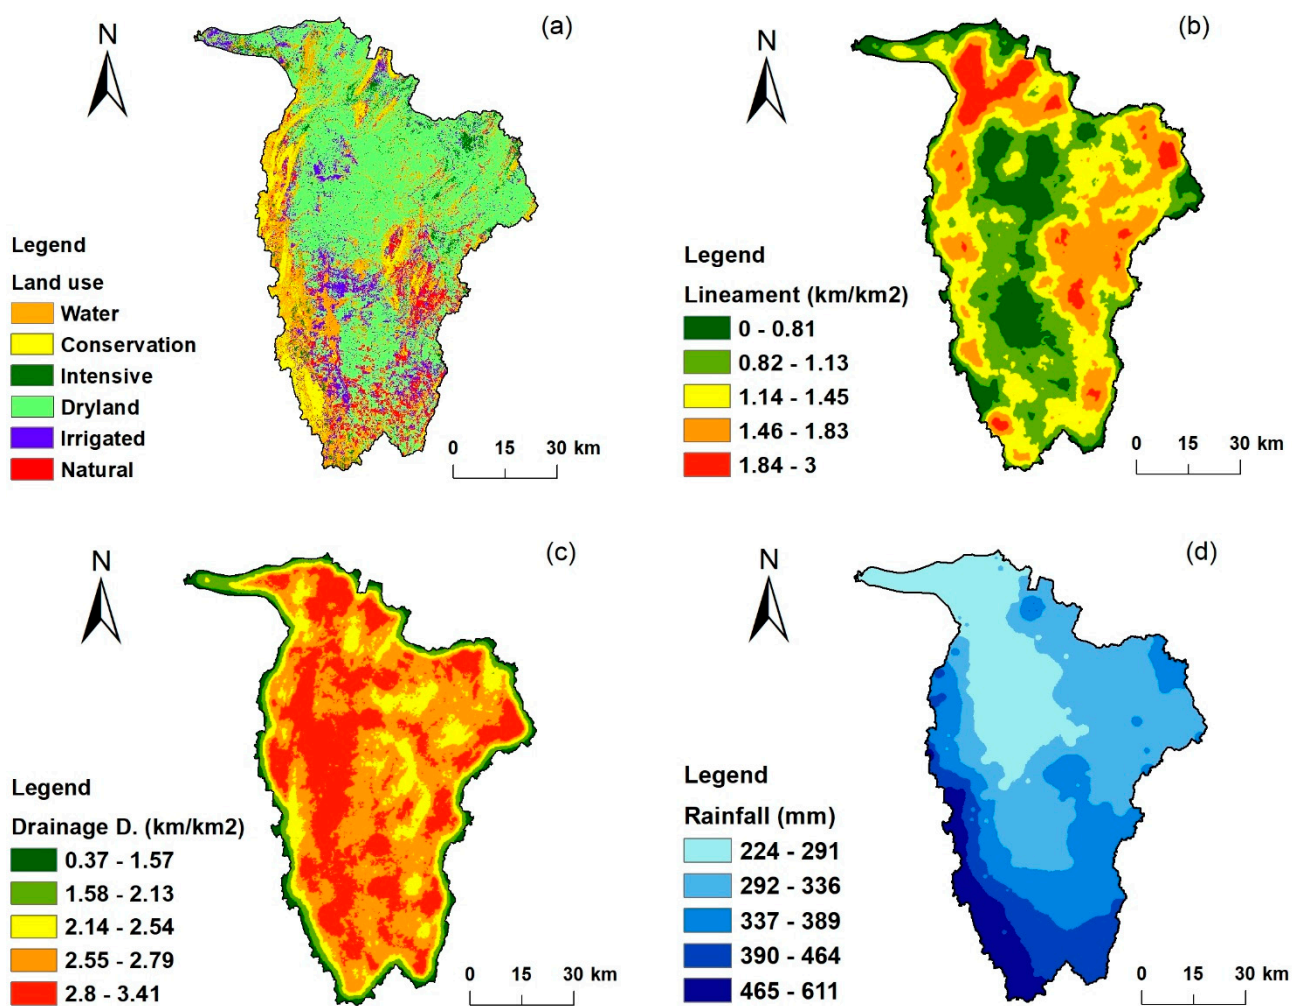 N
(a)
Legend
Land use
Water
Conservation
Intensive
Dryland
Irrigated
Natural
0 15 30 km
N
(b)
Legend
Lineament (km/km2)
0 - 0.81
0.82 - 1.13
1.14 - 1.45
1.46 - 1.83
1.84 - 3
0 15 30 km
N
(c)
Legend
Drainage D. (km/km2)
0.37 - 1.57
1.58 - 2.13
2.14 - 2.54
2.55 - 2.79
2.8 - 3.41
0 15 30 km
N
(d)
Legend
Rainfall (mm)
224 - 291
292 - 336
337 - 389
390 - 464
465 - 611
0 15 30 km